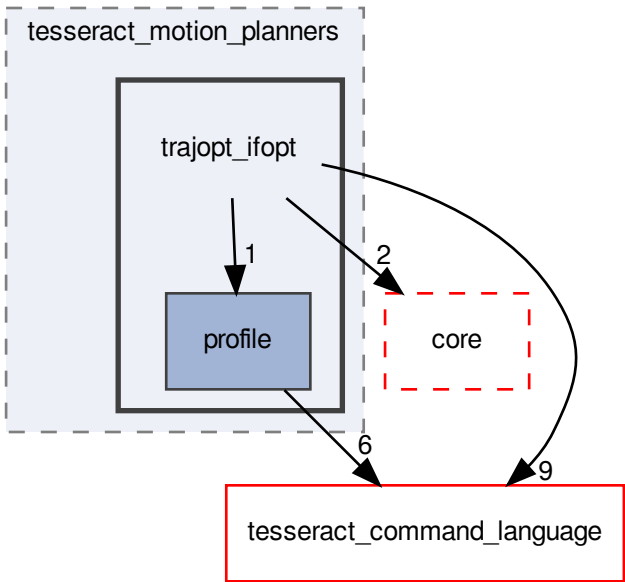 tesseract_motion_planners
trajopt_ifopt
1
2
profile
core
6
9
tesseract_command_language